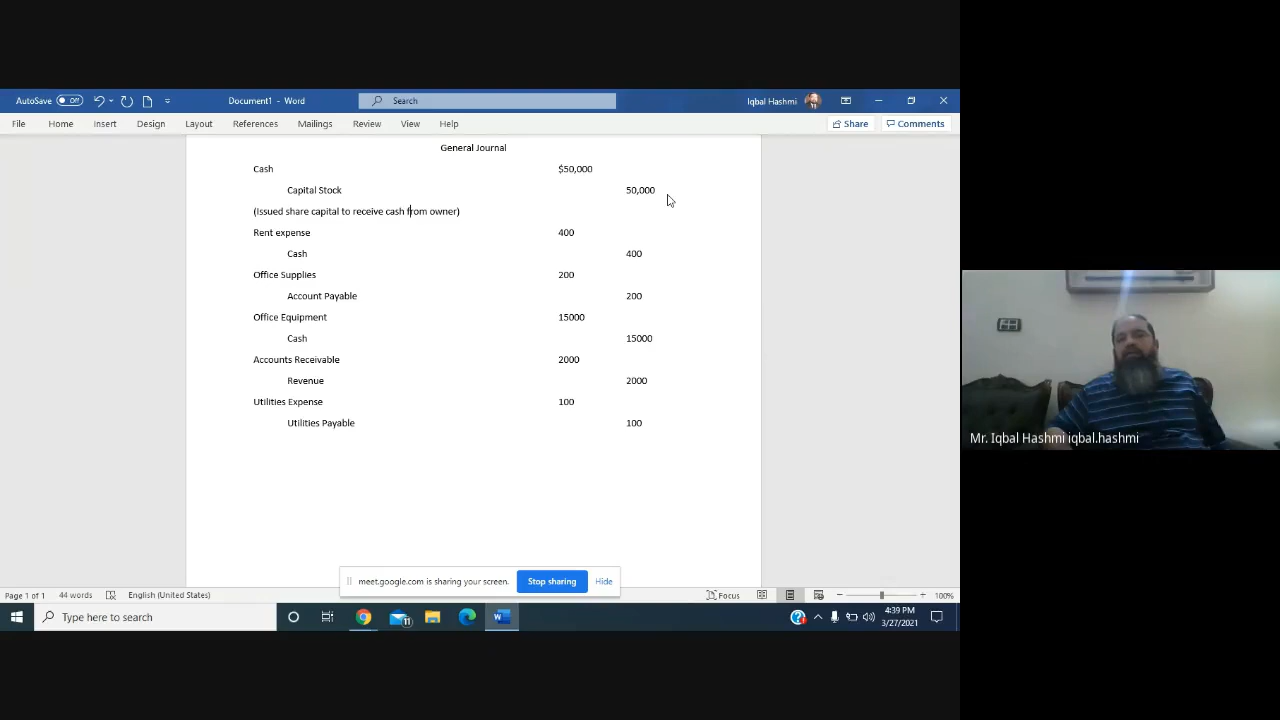 AutoSave Off Document1 - Word Search Iqbal Hashmi
File Home Insert Design Layout References Mailings Review View Help Share Comments
General Journal
Cash $50,000
Capital Stock 50,000
(Issued share capital to receive cash from owner)
Rent expense 400
Cash 400
Office Supplies 200
Account Payable 200
Office Equipment 15000
Cash 15000
Accounts Receivable 2000
Revenue 2000
Utilities Expense 100
Utilities Payable 100
Mr. Iqbal Hashmi iqbal.hashmi
meet.google.com is sharing your screen. Stop sharing Hide
Page 1 of 1 44 words English (United States) Focus 100%
Type here to search 11 W 4:39 PM
3/27/2021